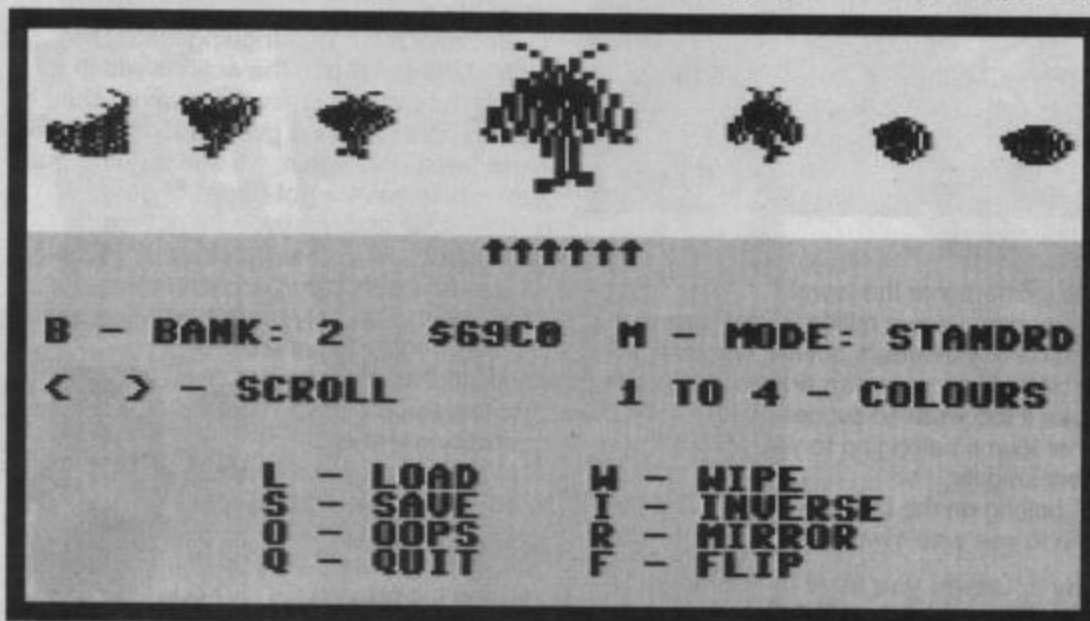 ↑↑↑↑↑↑
B - BANK: 2 $69C0 M - MODE: STANDRD
< > - SCROLL 1 TO 4 - COLOURS
L - LOAD W - WIPE
S - SAVE I - INVERSE
O - OOPS R - MIRROR
Q - QUIT F - FLIP